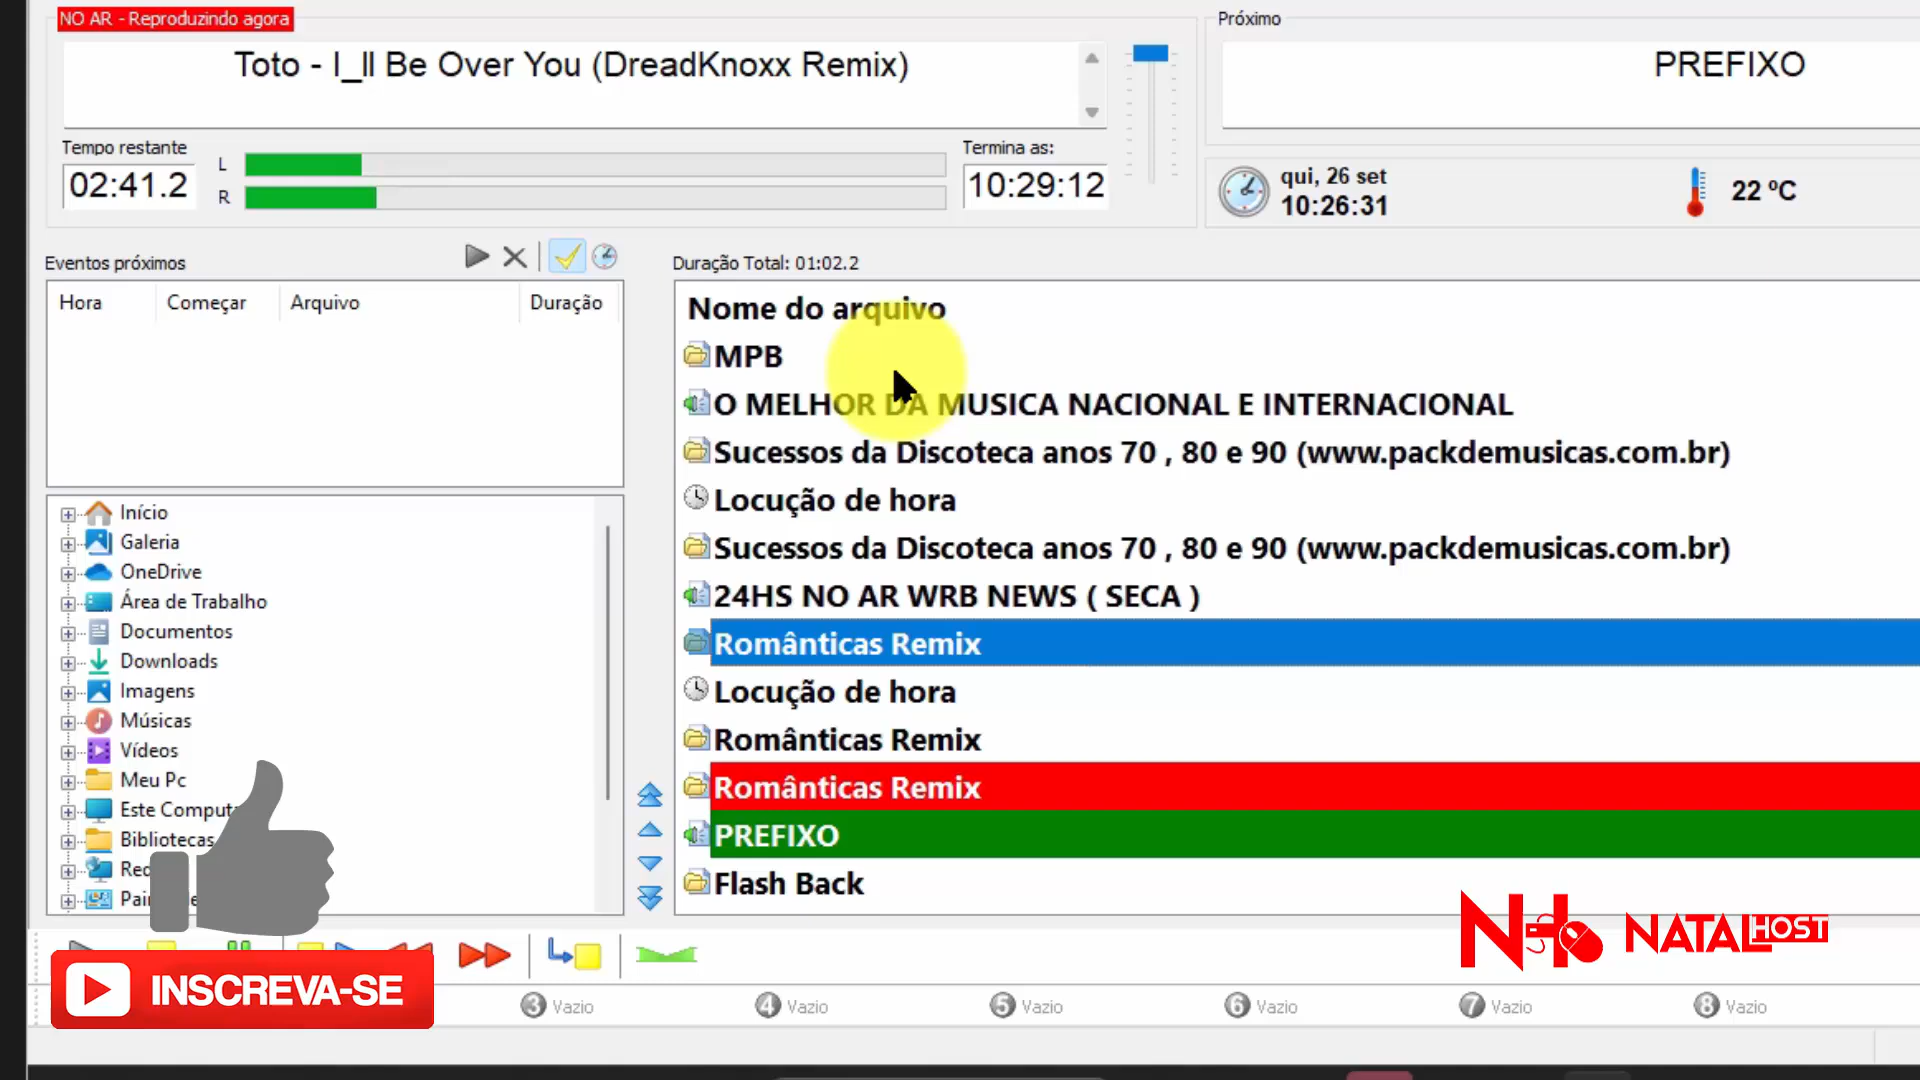 NO AR - Reproduzindo agora
Toto - I_ll Be Over You (DreadKnoxx Remix)
Próximo
PREFIXO
Tempo restante
02:41.2
L
R
Termina as:
10:29:12
qui, 26 set
10:26:31
22 ºC
Eventos próximos
Hora Começar Arquivo Duração
Duração Total: 01:02.2
Nome do arquivo
MPB
O MELHOR DA MUSICA NACIONAL E INTERNACIONAL
Sucessos da Discoteca anos 70 , 80 e 90 (www.packdemusicas.com.br)
Locução de hora
Sucessos da Discoteca anos 70 , 80 e 90 (www.packdemusicas.com.br)
24HS NO AR WRB NEWS ( SECA )
Românticas Remix
Locução de hora
Românticas Remix
Românticas Remix
PREFIXO
Flash Back
Início
Galeria
OneDrive
Área de Trabalho
Documentos
Downloads
Imagens
Músicas
Vídeos
Meu Pc
Este Comput
Bibliotecas
Red
Pai
INSCREVA-SE
NATALHOST
3 Vazio
4 Vazio
5 Vazio
6 Vazio
7 Vazio
8 Vazio